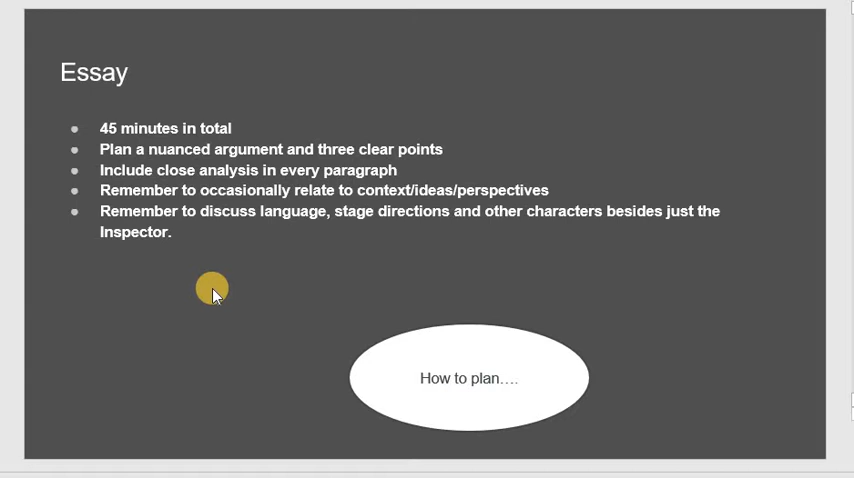 Essay
45 minutes in total
Plan a nuanced argument and three clear points
Include close analysis in every paragraph
Remember to occasionally relate to context/ideas/perspectives
Remember to discuss language, stage directions and other characters besides just the
Inspector.
How to plan….